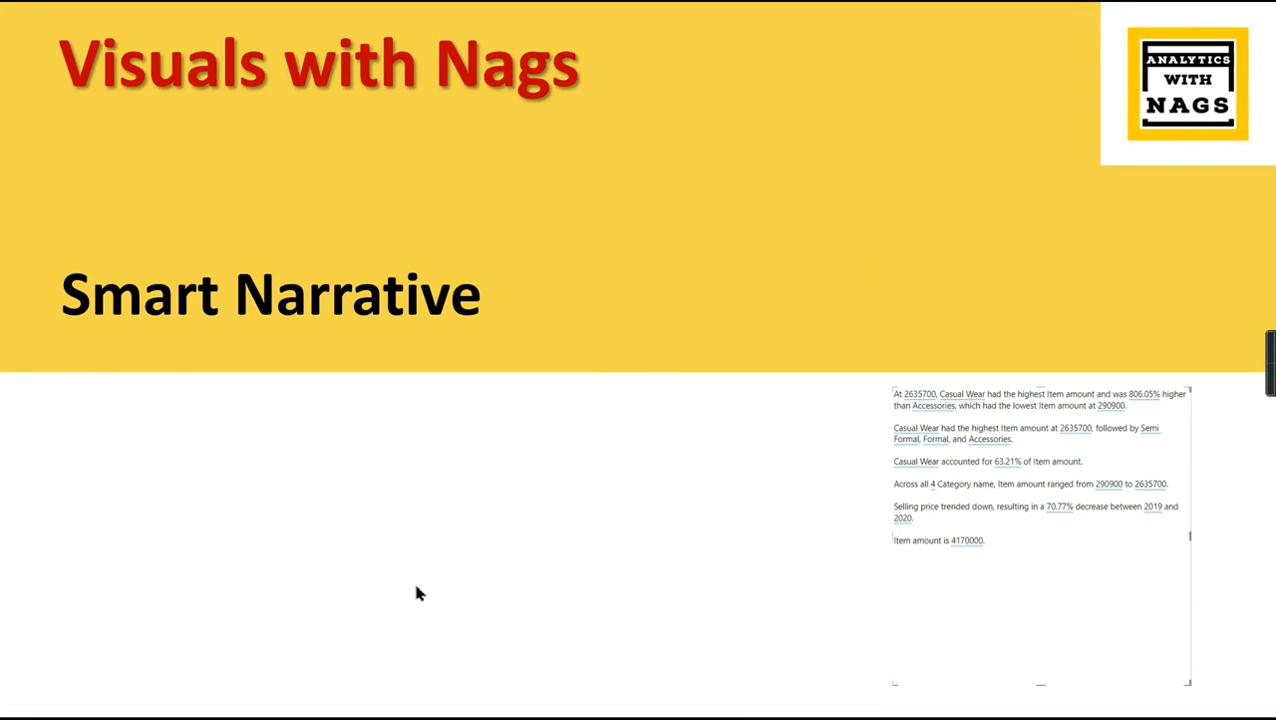 Visuals with Nags
ANALYTICS
WITH
NAGS
Smart Narrative
At 2635700, Casual Wear had the highest Item amount and was 806.05% higher
than Accessories, which had the lowest Item amount at 290900.
Casual Wear had the highest Item amount at 2635700, followed by Semi
Formal, Formal, and Accessories.
Casual Wear accounted for 63.21% of Item amount.
Across all 4 Category name, Item amount ranged from 290900 to 2635700.
Selling price trended down, resulting in a 70.77% decrease between 2019 and
2020.
Item amount is 4170000.